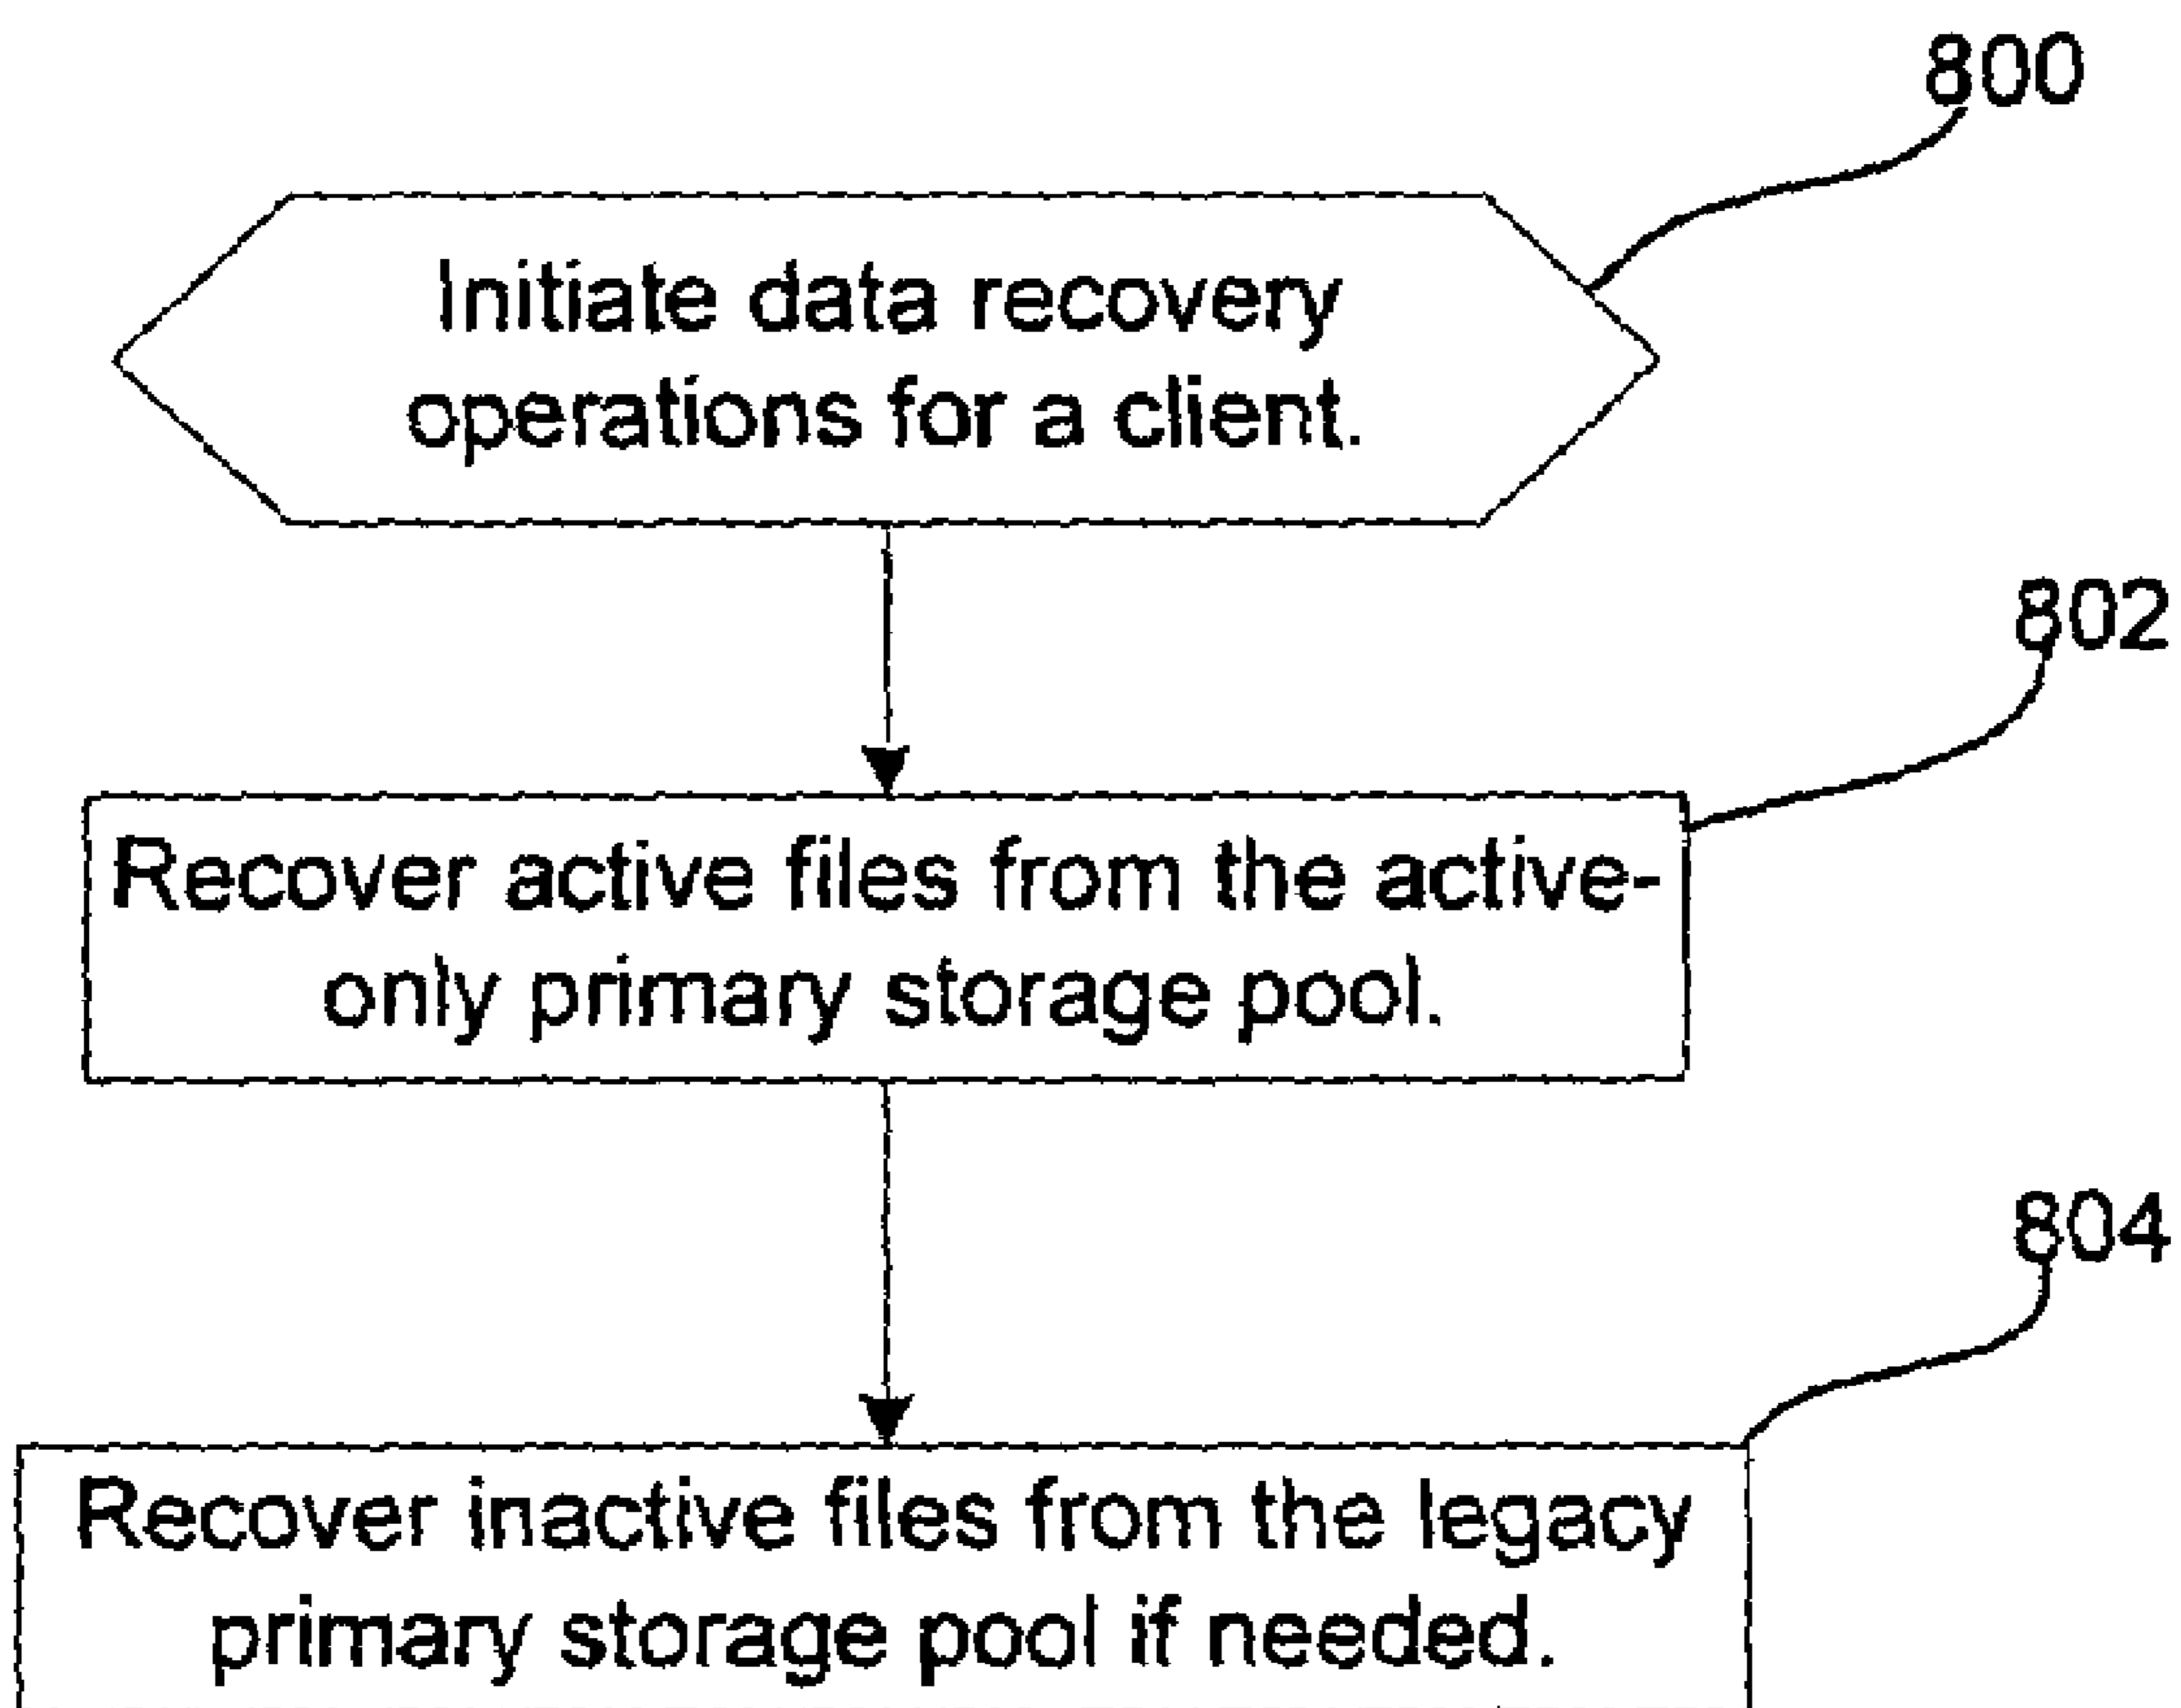 800
Initiate data recovery
operations for a client.
802
Recover active files from the active-
only primary storage pool.
804
Recover inactive files from the legacy
primary storage pool if needed.